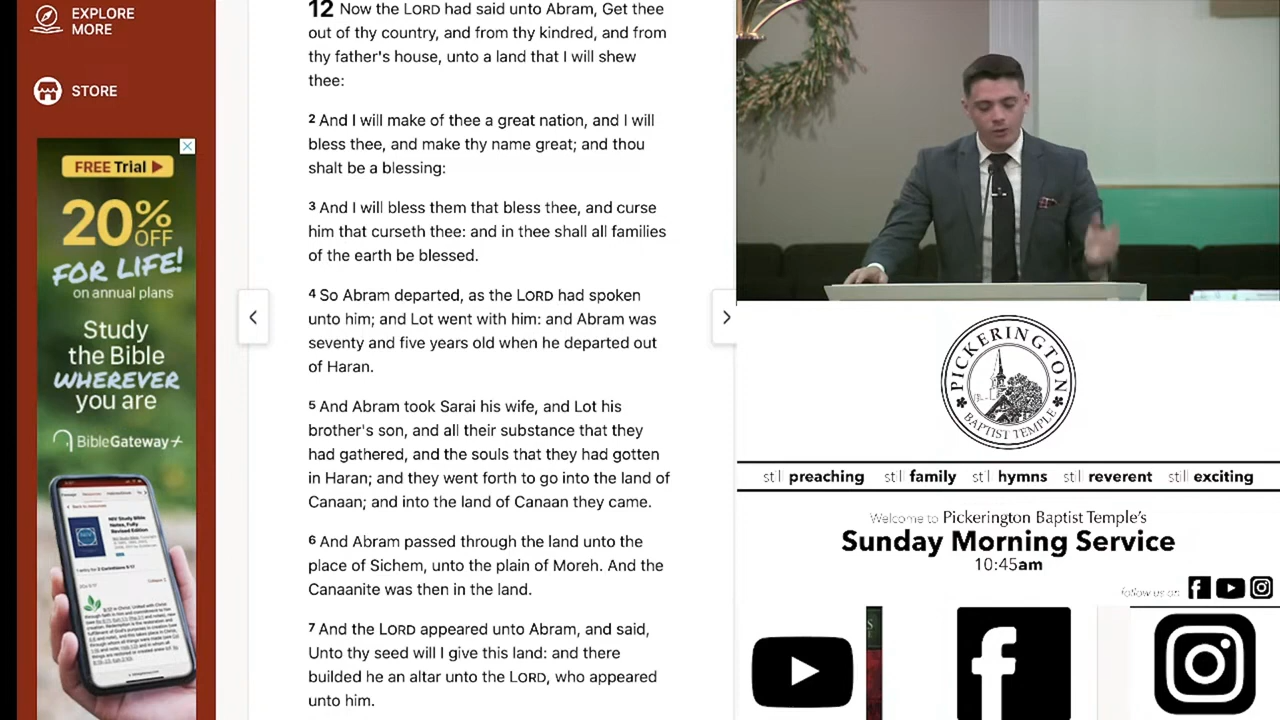 EXPLORE
MORE
STORE
FREE Trial
20% OFF
FOR LIFE!
on annual plans
Study
the Bible
WHEREVER
you are
BibleGateway+
12 Now the LORD had said unto Abram, Get thee
out of thy country, and from thy kindred, and from
thy father's house, unto a land that I will shew
thee:
2 And I will make of thee a great nation, and I will
bless thee, and make thy name great; and thou
shalt be a blessing:
3 And I will bless them that bless thee, and curse
him that curseth thee: and in thee shall all families
of the earth be blessed.
4 So Abram departed, as the LORD had spoken
unto him; and Lot went with him: and Abram was
seventy and five years old when he departed out
of Haran.
5 And Abram took Sarai his wife, and Lot his
brother's son, and all their substance that they
had gathered, and the souls that they had gotten
in Haran; and they went forth to go into the land of
Canaan; and into the land of Canaan they came.
6 And Abram passed through the land unto the
place of Sichem, unto the plain of Moreh. And the
Canaanite was then in the land.
7 And the LORD appeared unto Abram, and said,
Unto thy seed will I give this land: and there
builded he an altar unto the LORD, who appeared
unto him.
PICKERINGTON
BAPTIST TEMPLE
still preaching still family still hymns still reverent still exciting
Welcome to Pickerington Baptist Temple's
Sunday Morning Service
10:45am
follow us on